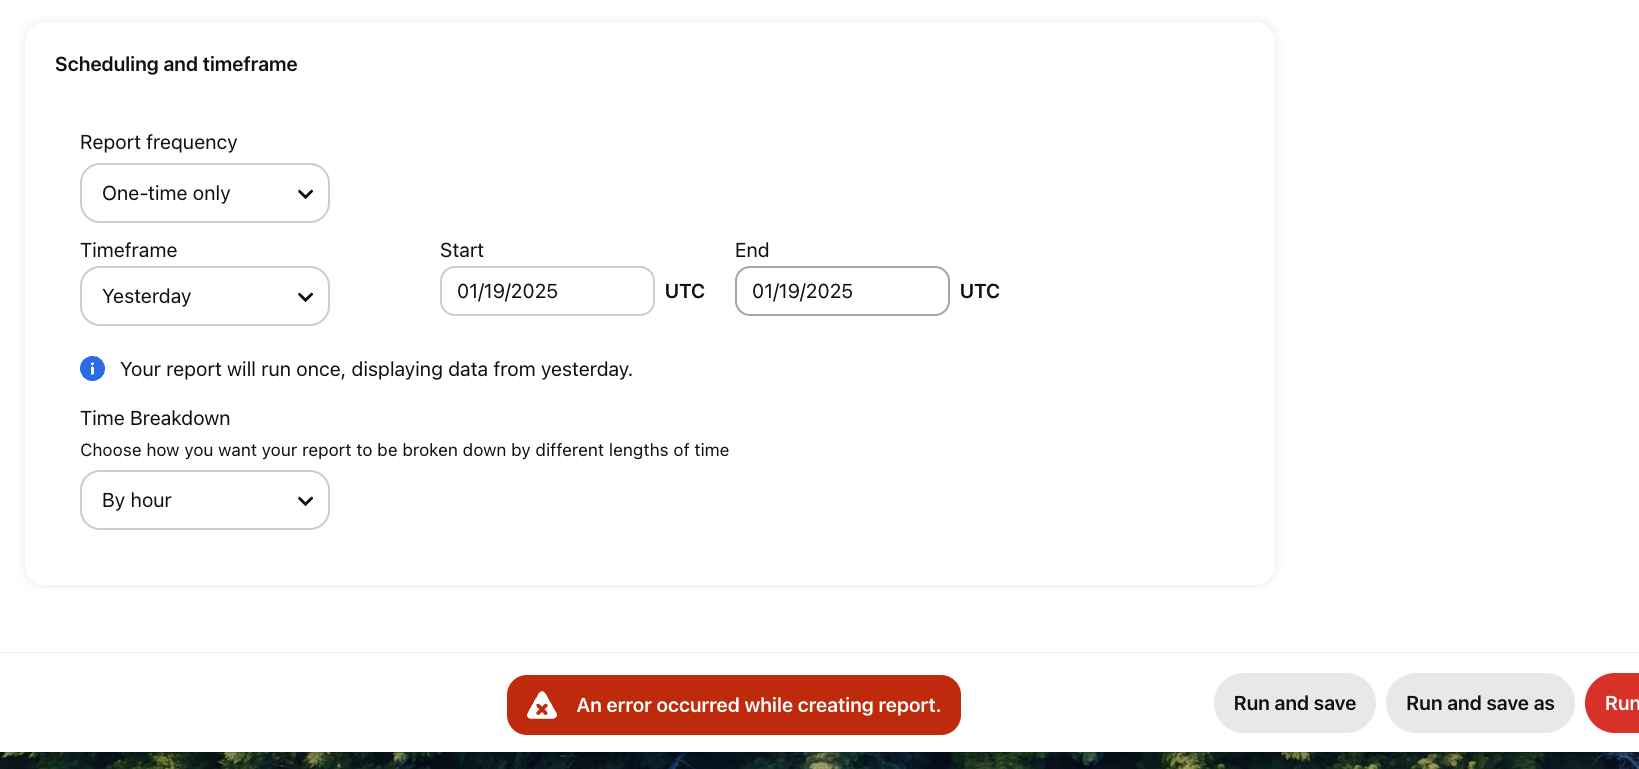 Scheduling and timeframe
Report frequency
One-time only
Timeframe
Start
End
Yesterday
01/19/2025
UTC
01/19/2025
UTC
Your report will run once, displaying data from yesterday.
Time Breakdown
Choose how you want your report to be broken down by different lengths of time
By hour
An error occurred while creating report.
Run and save
Run and save as
Run